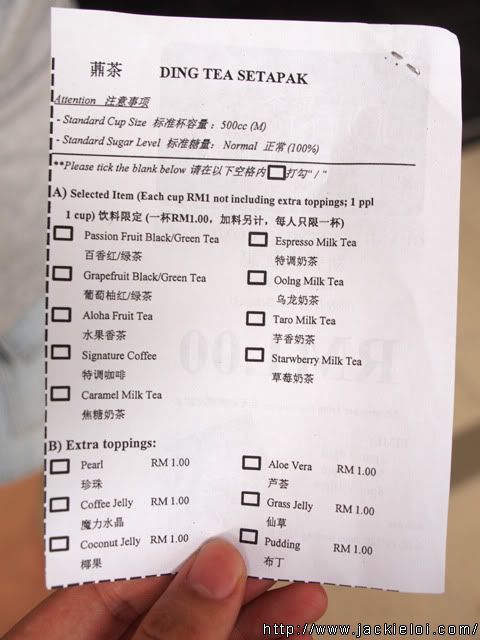 鼎茶 DING TEA SETAPAK
Attention 注意事项
- Standard Cup Size 标准杯容量： 500cc (M)
- Standard Sugar Level 标准糖量： Normal 正常 (100%)
**Please tick the blank below 请在以下空格内 打勾“ / ”
A) Selected Item (Each cup RM1 not including extra toppings; 1 ppl
1 cup) 饮料限定 (一杯RM1.00，加料另计，每人只限一杯)
Passion Fruit Black/Green Tea
百香红/绿茶
Grapefruit Black/Green Tea
葡萄柚红/绿茶
Aloha Fruit Tea
水果香茶
Signature Coffee
特调咖啡
Caramel Milk Tea
焦糖奶茶
Espresso Milk Tea
特调奶茶
Oolng Milk Tea
乌龙奶茶
Taro Milk Tea
芋香奶茶
Starwberry Milk Tea
草莓奶茶
B) Extra toppings:
Pearl RM 1.00
珍珠
Coffee Jelly RM 1.00
魔力水晶
Coconut Jelly RM 1.00
椰果
Aloe Vera RM 1.00
芦荟
Grass Jelly RM 1.00
仙草
Pudding RM 1.00
布丁
http://www.jackieloi.com/